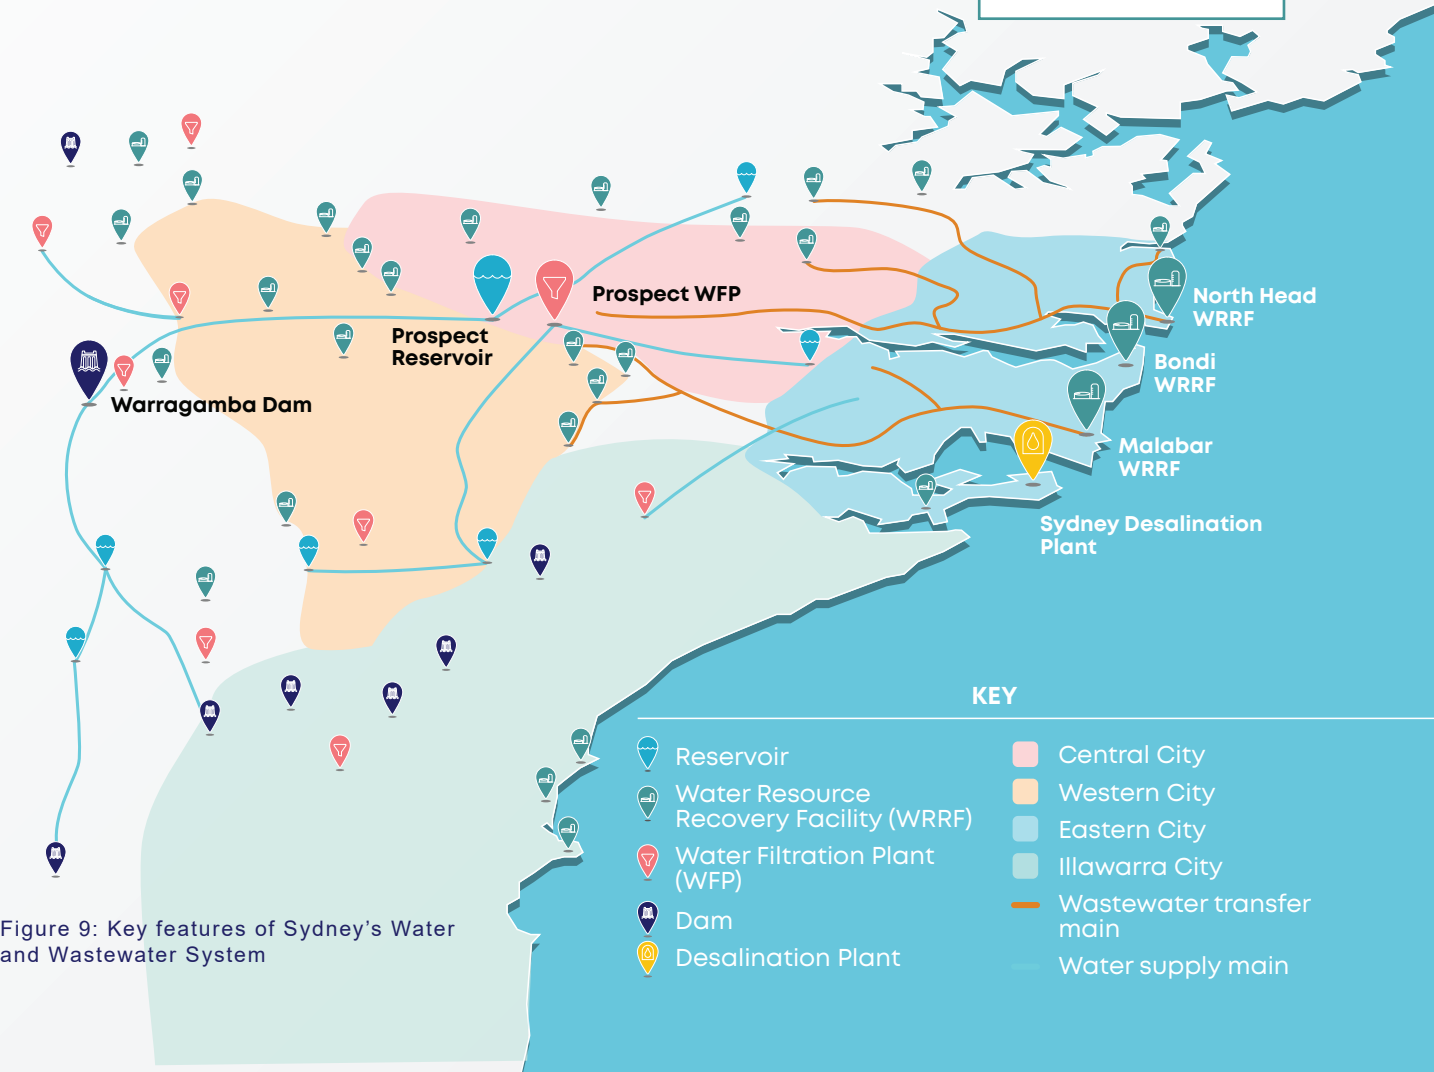 Prospect WFP
North Head
WRRF
Prospect
Reservoir
Bondi
WRRF
Warragamba Dam
Malabar
WRRF
Sydney Desalination
Plant
KEY
Reservoir
Water Resource
Recovery Facility (WRRF)
Water Filtration Plant
(WFP)
Dam
Desalination Plant
Central City
Western City
Eastern City
Illawarra City
Wastewater transfer
main
Water supply main
Figure 9: Key features of Sydney’s Water
and Wastewater System